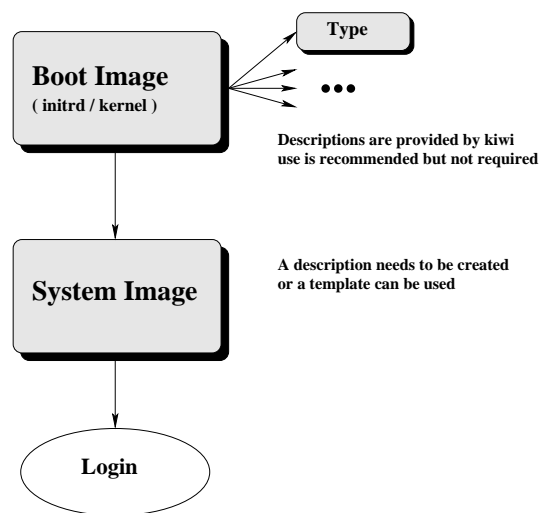 Type
Boot Image
( initrd / kernel )
Descriptions are provided by kiwi
use is recommended but not required
System Image
A description needs to be created
or a template can be used
Login